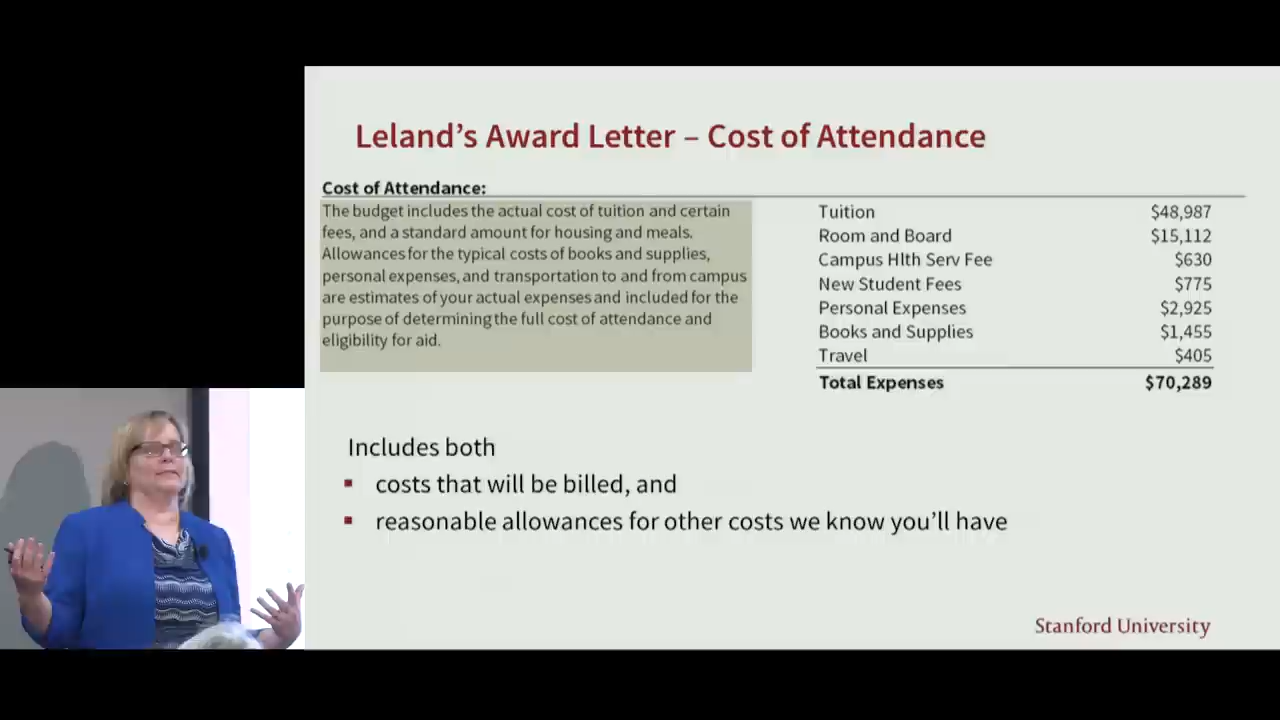 Leland's Award Letter – Cost of Attendance
Cost of Attendance:
The budget includes the actual cost of tuition and certain
fees, and a standard amount for housing and meals.
Allowances for the typical costs of books and supplies,
personal expenses, and transportation to and from campus
are estimates of your actual expenses and included for the
purpose of determining the full cost of attendance and
eligibility for aid.
Tuition $48,987
Room and Board $15,112
Campus Hlth Serv Fee $630
New Student Fees $775
Personal Expenses $2,925
Books and Supplies $1,455
Travel $405
Total Expenses $70,289
Includes both
▪ costs that will be billed, and
▪ reasonable allowances for other costs we know you'll have
Stanford University